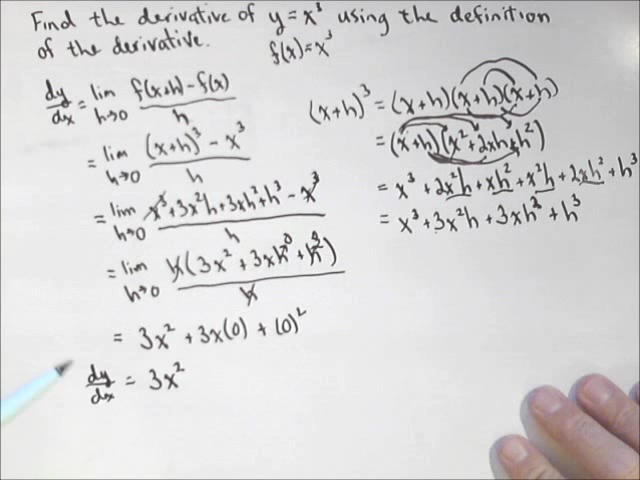 Find the derivative of y = x³ using the definition
of the derivative. f(x) = x³
dy/dx = lim h→0 (f(x+h) - f(x))/h
= lim h→0 ((x+h)³ - x³)/h
= lim h→0 (x³ + 3x²h + 3xh² + h³ - x³)/h
= lim h→0 h(3x² + 3xh + h²)/h
= 3x² + 3x(0) + (0)²
dy/dx = 3x²
(x+h)³ = (x+h)(x+h)(x+h)
= (x+h)(x² + 2xh + h²)
= x³ + 2x²h + xh² + x²h + 2xh² + h³
= x³ + 3x²h + 3xh² + h³